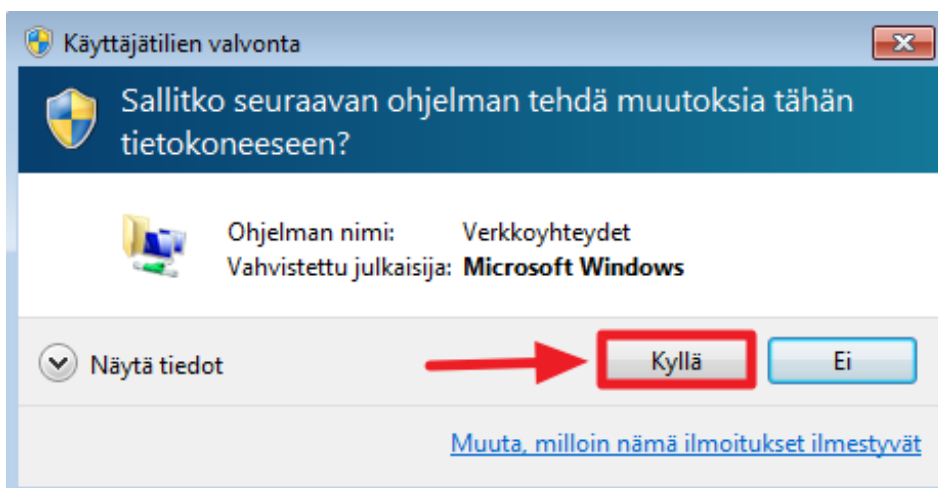 Käyttäjätilien valvonta
Sallitko seuraavan ohjelman tehdä muutoksia tähän
tietokoneeseen?
Ohjelman nimi: Verkkoyhteydet
Vahvistettu julkaisija: Microsoft Windows
Näytä tiedot Kyllä Ei
Muuta, milloin nämä ilmoitukset ilmestyvät